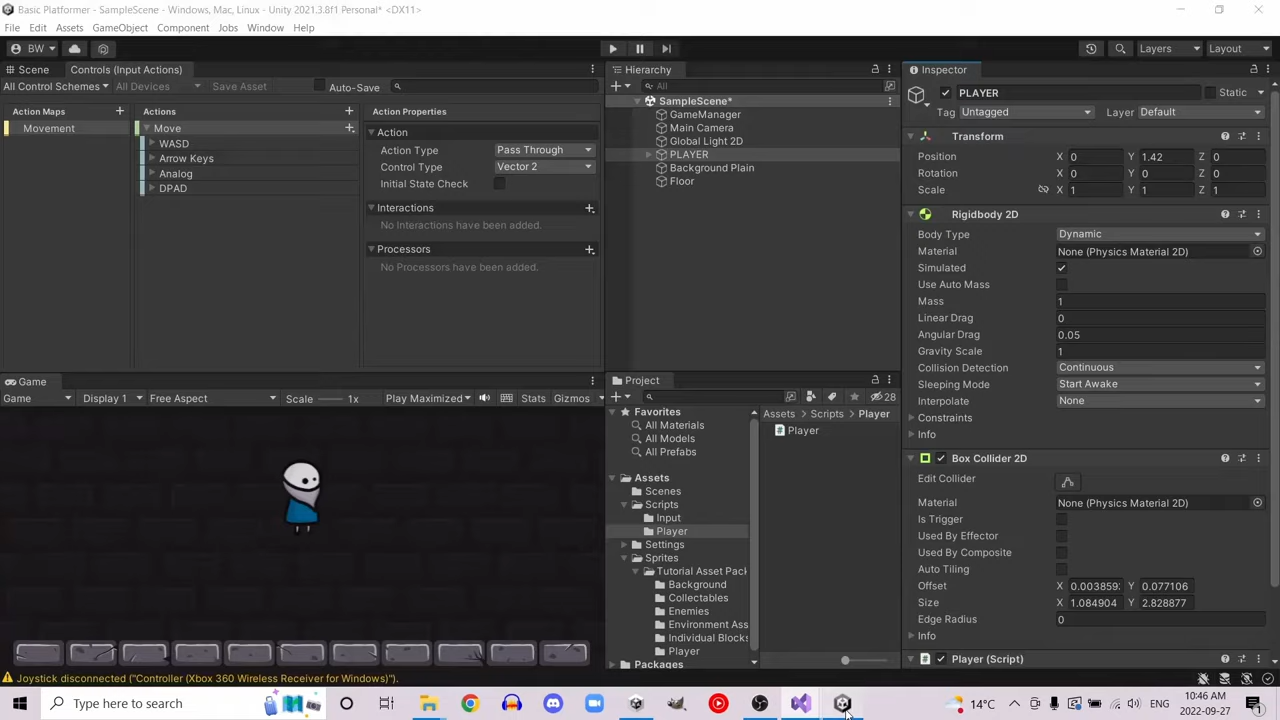 Basic Platformer - SampleScene - Windows, Mac, Linux - Unity 2021.3.8f1 Personal* <DX11>
File Edit Assets GameObject Component Jobs Window Help
BW Layers Layout
Scene Controls (Input Actions)
All Control Schemes All Devices Save Asset Auto-Save
Action Maps Actions Action Properties
Movement Move
WASD
Arrow Keys
Analog
DPAD
Action
Action Type Pass Through
Control Type Vector 2
Initial State Check
Interactions
No Interactions have been added.
Processors
No Processors have been added.
Hierarchy
All
SampleScene*
GameManager
Main Camera
Global Light 2D
PLAYER
Background Plain
Floor
Inspector
PLAYER Static
Tag Untagged Layer Default
Transform
Position X 0 Y 1.42 Z 0
Rotation X 0 Y 0 Z 0
Scale X 1 Y 1 Z 1
Rigidbody 2D
Body Type Dynamic
Material None (Physics Material 2D)
Simulated
Use Auto Mass
Mass 1
Linear Drag 0
Angular Drag 0.05
Gravity Scale 1
Collision Detection Continuous
Sleeping Mode Start Awake
Interpolate None
Constraints
Info
Box Collider 2D
Edit Collider
Material None (Physics Material 2D)
Is Trigger
Used By Effector
Used By Composite
Auto Tiling
Offset X 0.003859 Y 0.077106
Size X 1.084904 Y 2.828877
Edge Radius 0
Info
Player (Script)
Game
Game Display 1 Free Aspect Scale 1x Play Maximized Stats Gizmos
Project
28
Favorites
All Materials
All Models
All Prefabs
Assets
Scenes
Scripts
Input
Player
Settings
Sprites
Tutorial Asset Pack
Background
Collectables
Enemies
Environment Ass
Individual Blocks
Player
Packages
Assets Scripts Player
Player
Joystick disconnected ("Controller (Xbox 360 Wireless Receiver for Windows)").
Type here to search
14°C ENG 10:46 AM
2022-09-27
1